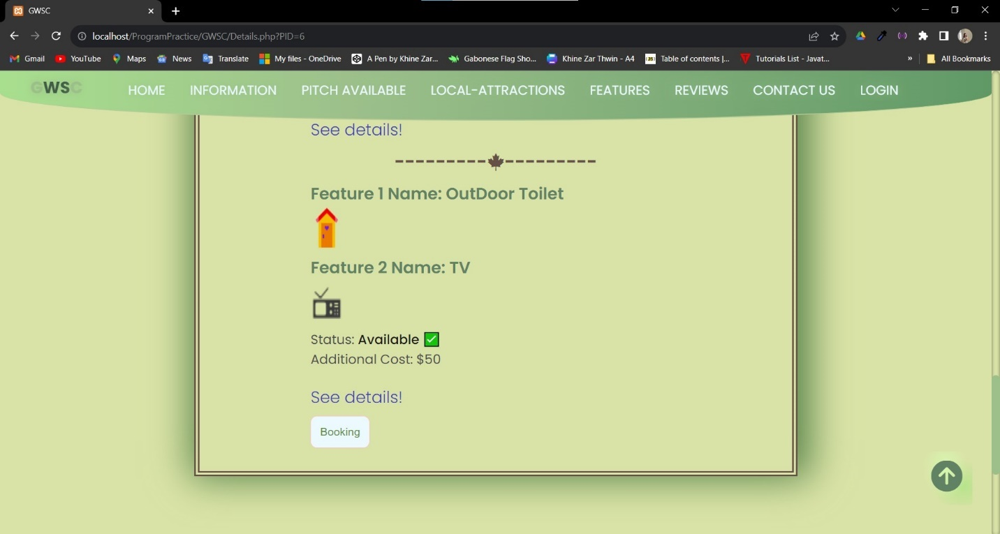 GWSC
localhost/ProgramPractice/GWSC/Details.php?PID=6
Gmail YouTube Maps News Translate My files - OneDrive A Pen by Khine Zar... Gabonese Flag Sho... Khine Zar Thwin - A4 Table of contents |... Tutorials List - Javat... » All Bookmarks
GWSC HOME INFORMATION PITCH AVAILABLE LOCAL-ATTRACTIONS FEATURES REVIEWS CONTACT US LOGIN
See details!
Feature 1 Name: OutDoor Toilet
Feature 2 Name: TV
Status: Available ✅
Additional Cost: $50
See details!
Booking